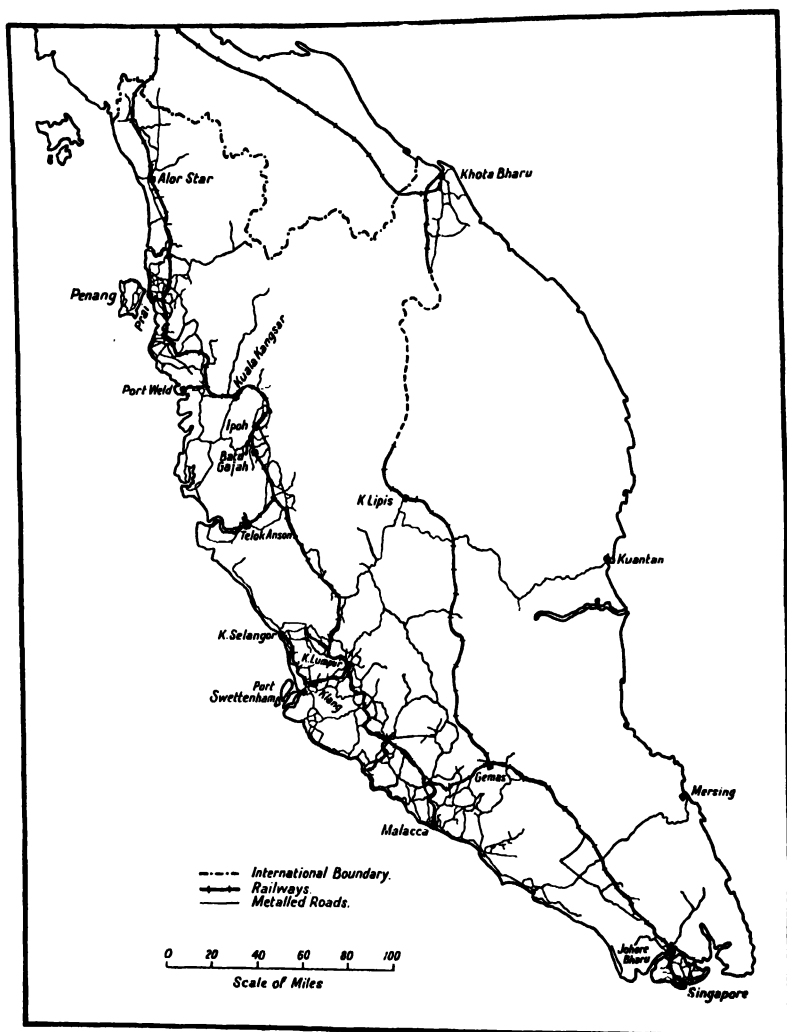 Alor Star
Khota Bharu
Penang
Prai
Kuala Kangsar
Port Weld
Ipoh
Batu
Gajah
K Lipis
Telok Anson
Kuantan
K. Selangor
K. Lumpur
Port
Swettenham
Klang
Gemas
Mersing
Malacca
International Boundary.
Railways.
Metalled Roads.
0 20 40 60 80 100
Scale of Miles
Johore
Bharu
Singapore